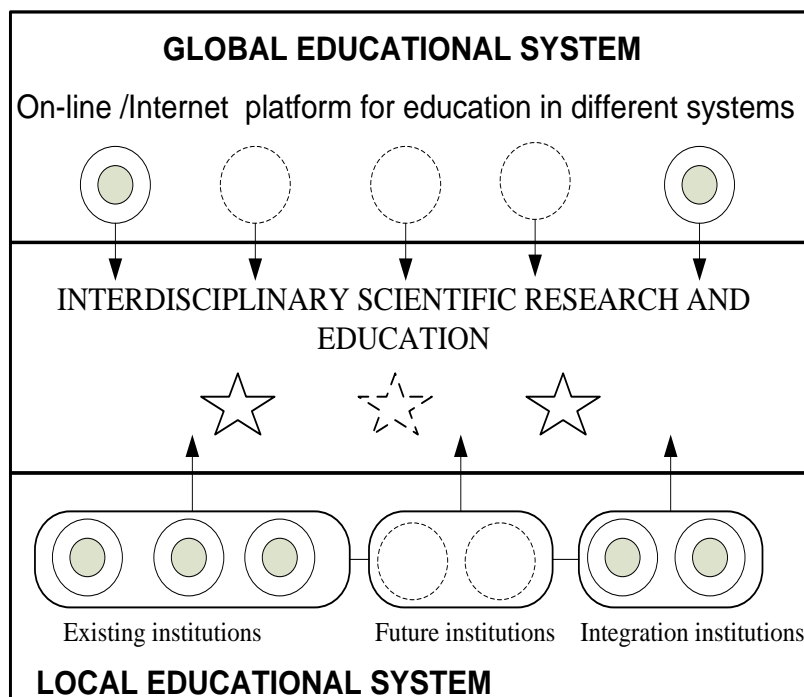 GLOBAL EDUCATIONAL SYSTEM
On-line /Internet platform for education in different systems
INTERDISCIPLINARY SCIENTIFIC RESEARCH AND
EDUCATION
Existing institutions
Future institutions
Integration institutions
LOCAL EDUCATIONAL SYSTEM